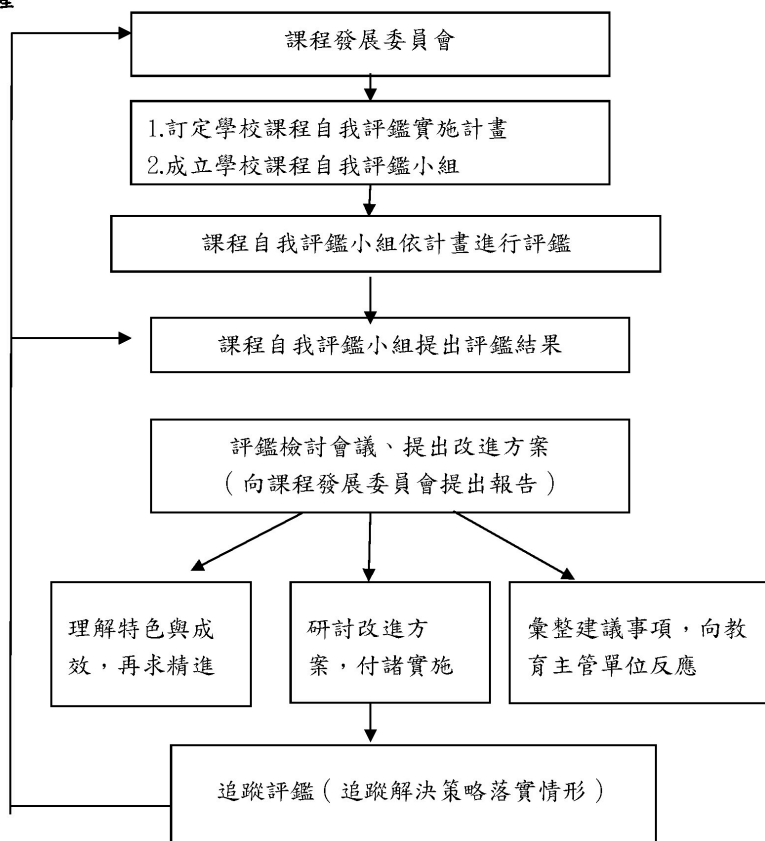 課程發展委員會
1.訂定學校課程自我評鑑實施計畫
2.成立學校課程自我評鑑小組
課程自我評鑑小組依計畫進行評鑑
課程自我評鑑小組提出評鑑結果
評鑑檢討會議、提出改進方案
(向課程發展委員會提出報告)
理解特色與成
效，再求精進
研討改進方
案，付諸實施
彙整建議事項，向教
育主管單位反應
追蹤評鑑(追蹤解決策略落實情形)